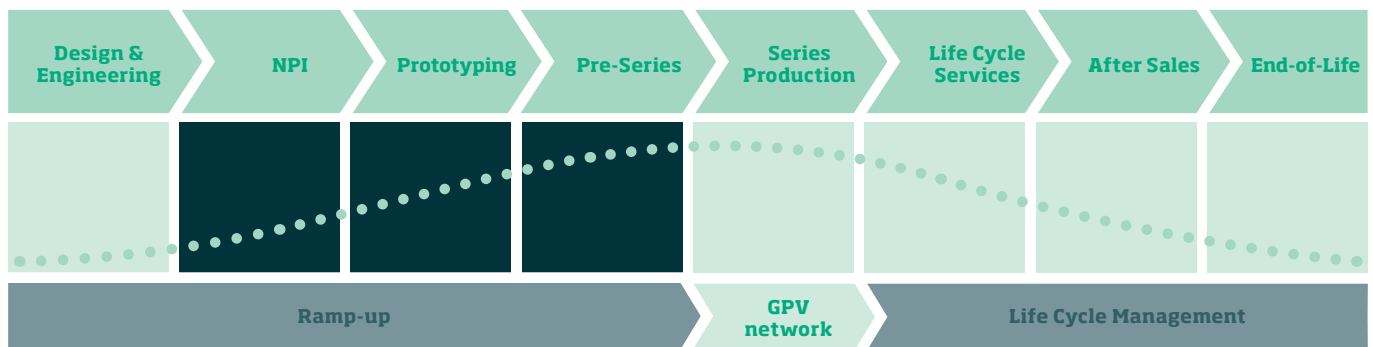 Design &
Engineering
NPI
Prototyping
Pre-Series
Series
Production
Life Cycle
Services
After Sales
End-of-Life
Ramp-up
GPV
network
Life Cycle Management